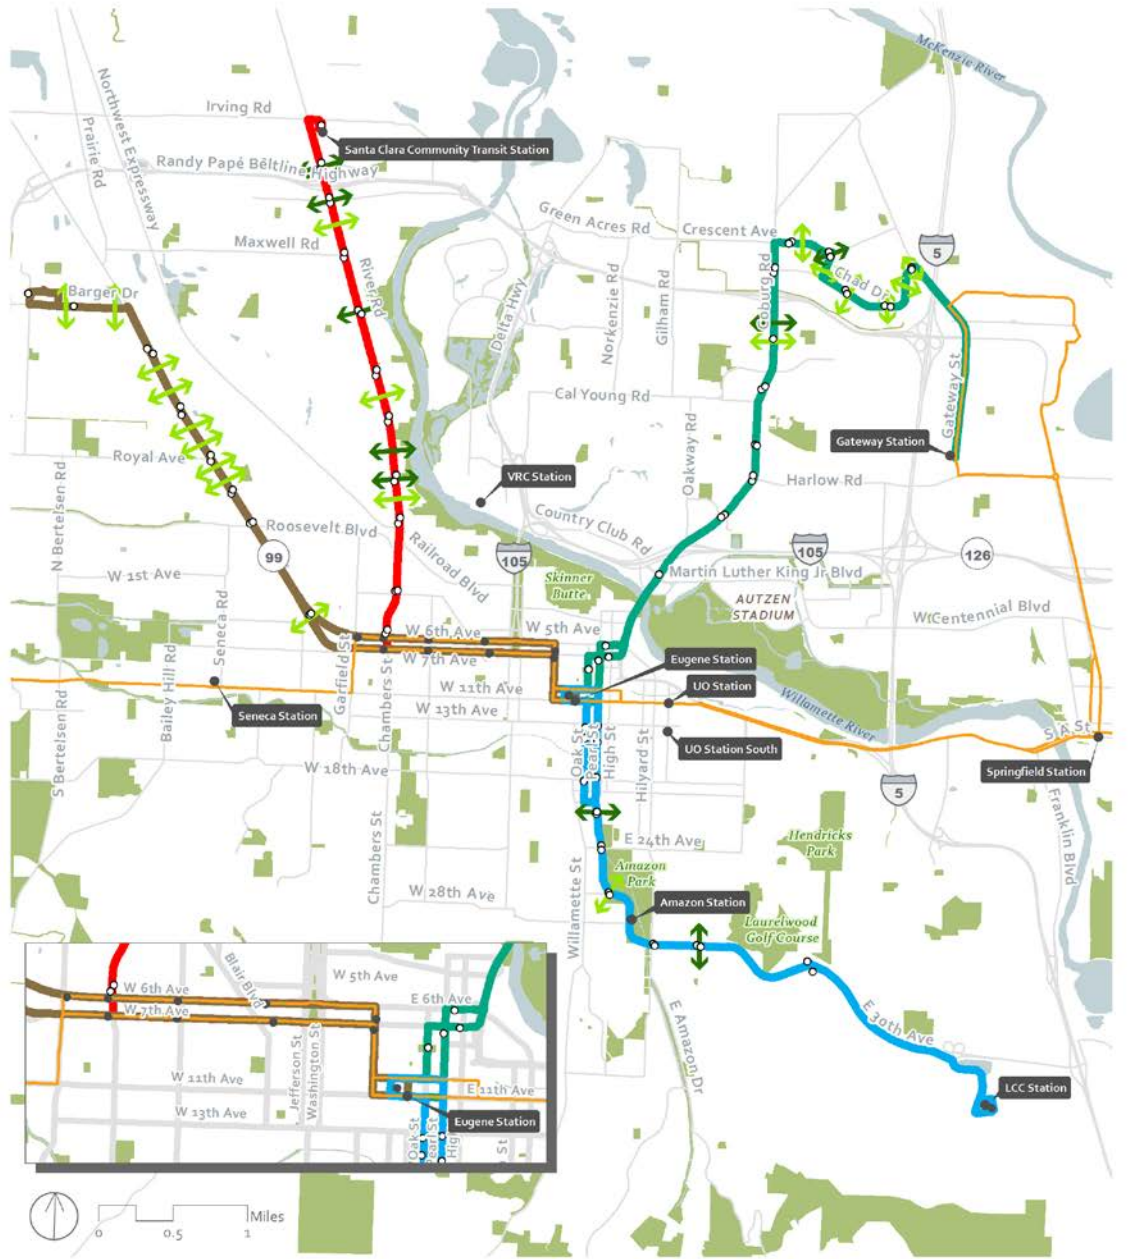 McKenzie River
Irving Rd
Northwest Expressway
Prairie Rd
Santa Clara Community Transit Station
Randy Papé Beltline Highway
Green Acres Rd
Crescent Ave
5
Maxwell Rd
River Rd
Delta Hwy
Norkenzie Rd
Gilham Rd
Coburg Rd
Chad Dr
Barger Dr
Cal Young Rd
Gateway St
Gateway Station
Royal Ave
N Bertelsen Rd
VRC Station
Oakway Rd
Harlow Rd
Roosevelt Blvd
Railroad Blvd
Country Club Rd
99
105
105
126
W 1st Ave
Skinner
Butte
Martin Luther King Jr Blvd
AUTZEN
STADIUM
W Centennial Blvd
Seneca Rd
Bailey Hill Rd
Garfield St
W 6th Ave
W 5th Ave
W 7th Ave
Eugene Station
W 11th Ave
UO Station
W 13th Ave
Seneca Station
Chambers St
S Bertelsen Rd
Willamette River
S A St
UO Station South
Oak St
Pearl St
High St
Hilyard St
W 18th Ave
Springfield Station
5
Franklin Blvd
Chambers St
E 24th Ave
Hendricks
Park
Amazon
Park
W 28th Ave
Willamette St
Amazon Station
Laurelwood
Golf Course
E 30th Ave
E Amazon Dr
LCC Station
W 5th Ave
Blair Blvd
W 6th Ave
W 7th Ave
E 6th Ave
Jefferson St
Washington St
W 11th Ave
E 11th Ave
W 13th Ave
Eugene Station
Oak St
Pearl St
High
St
Miles
0
0.5
1